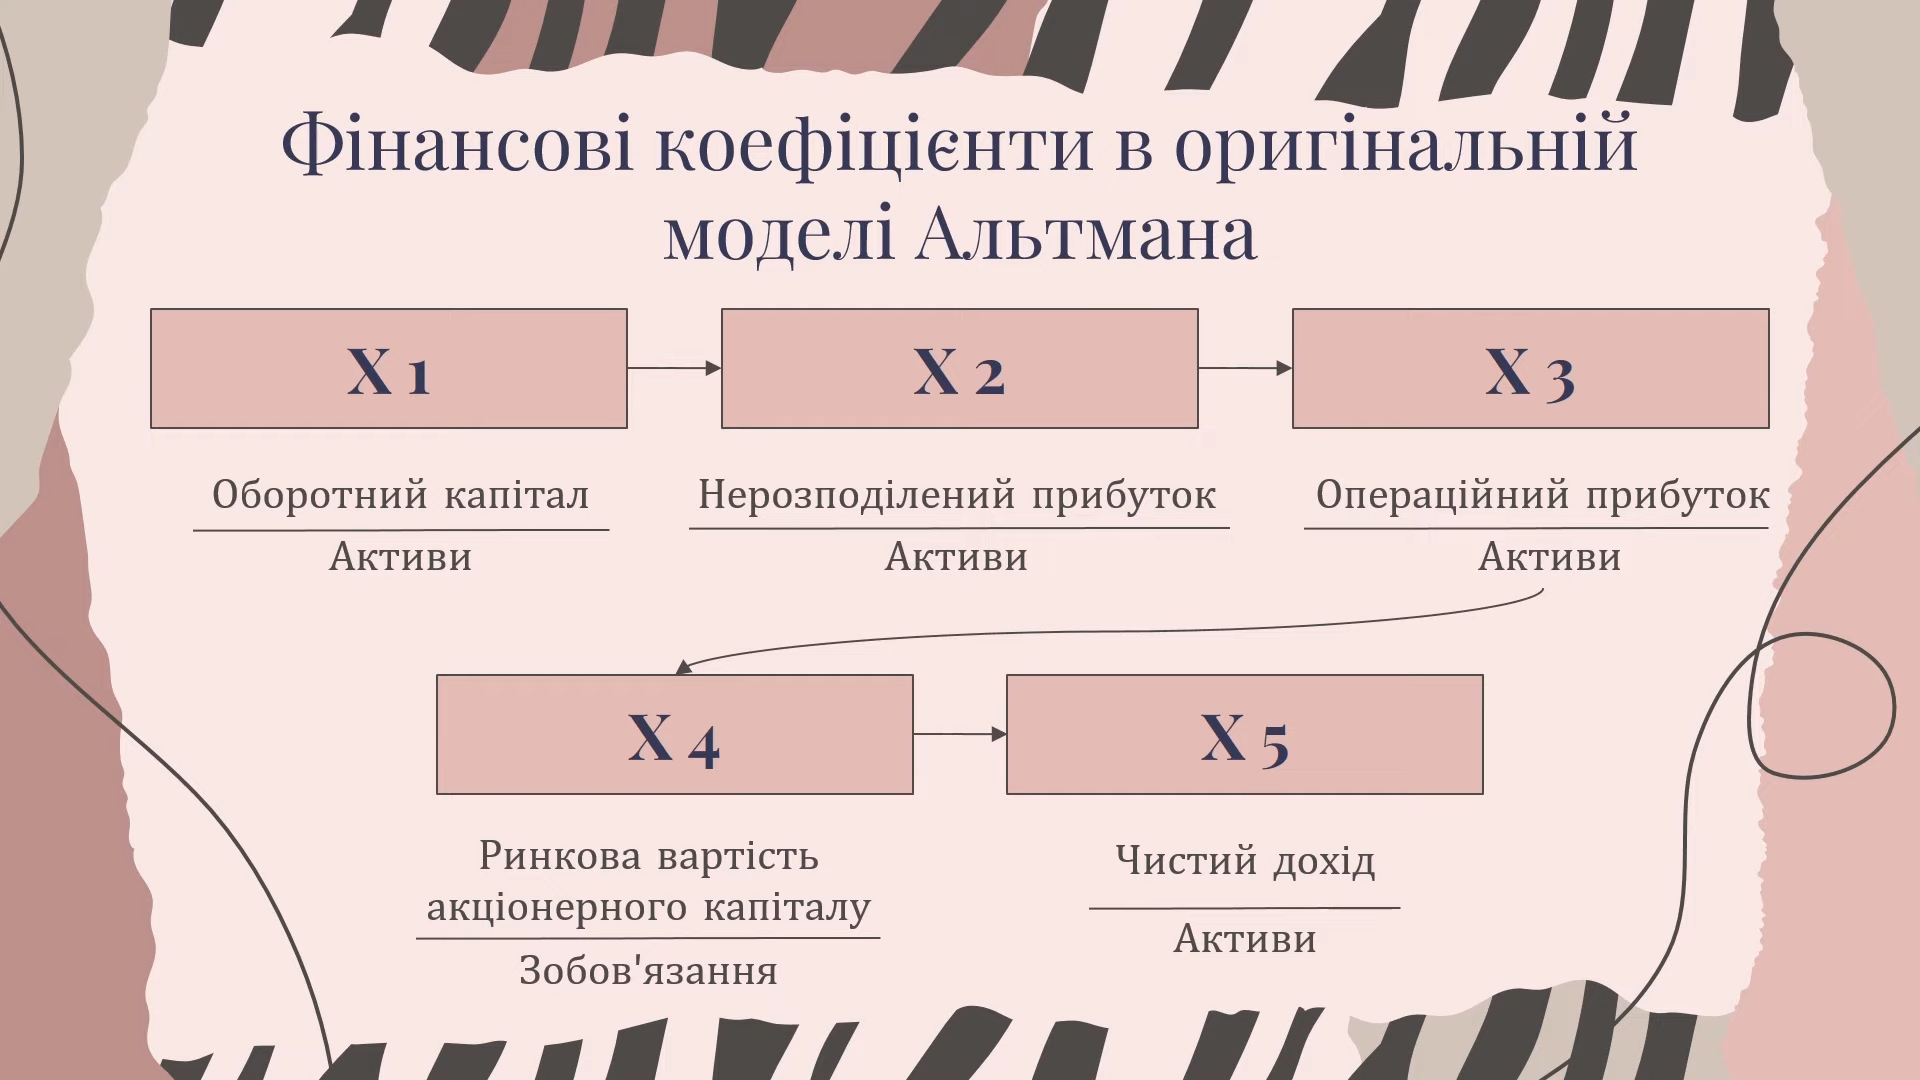 Фінансові коефіцієнти в оригінальній
моделі Альтмана
X 1
X 2
X 3
Оборотний капітал
Активи
Нерозподілений прибуток
Активи
Операційний прибуток
Активи
X 4
X 5
Ринкова вартість
акціонерного капіталу
Зобов'язання
Чистий дохід
Активи